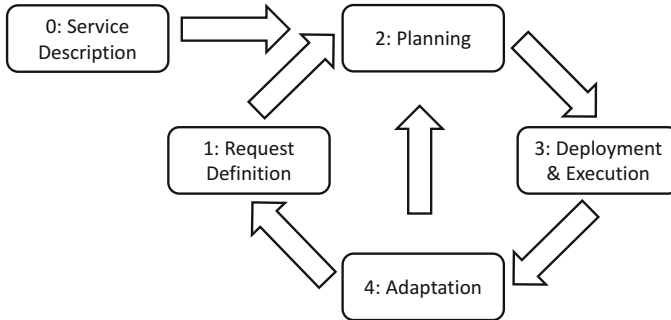 0: Service
Description
2: Planning
1: Request
Definition
3: Deployment
& Execution
4: Adaptation